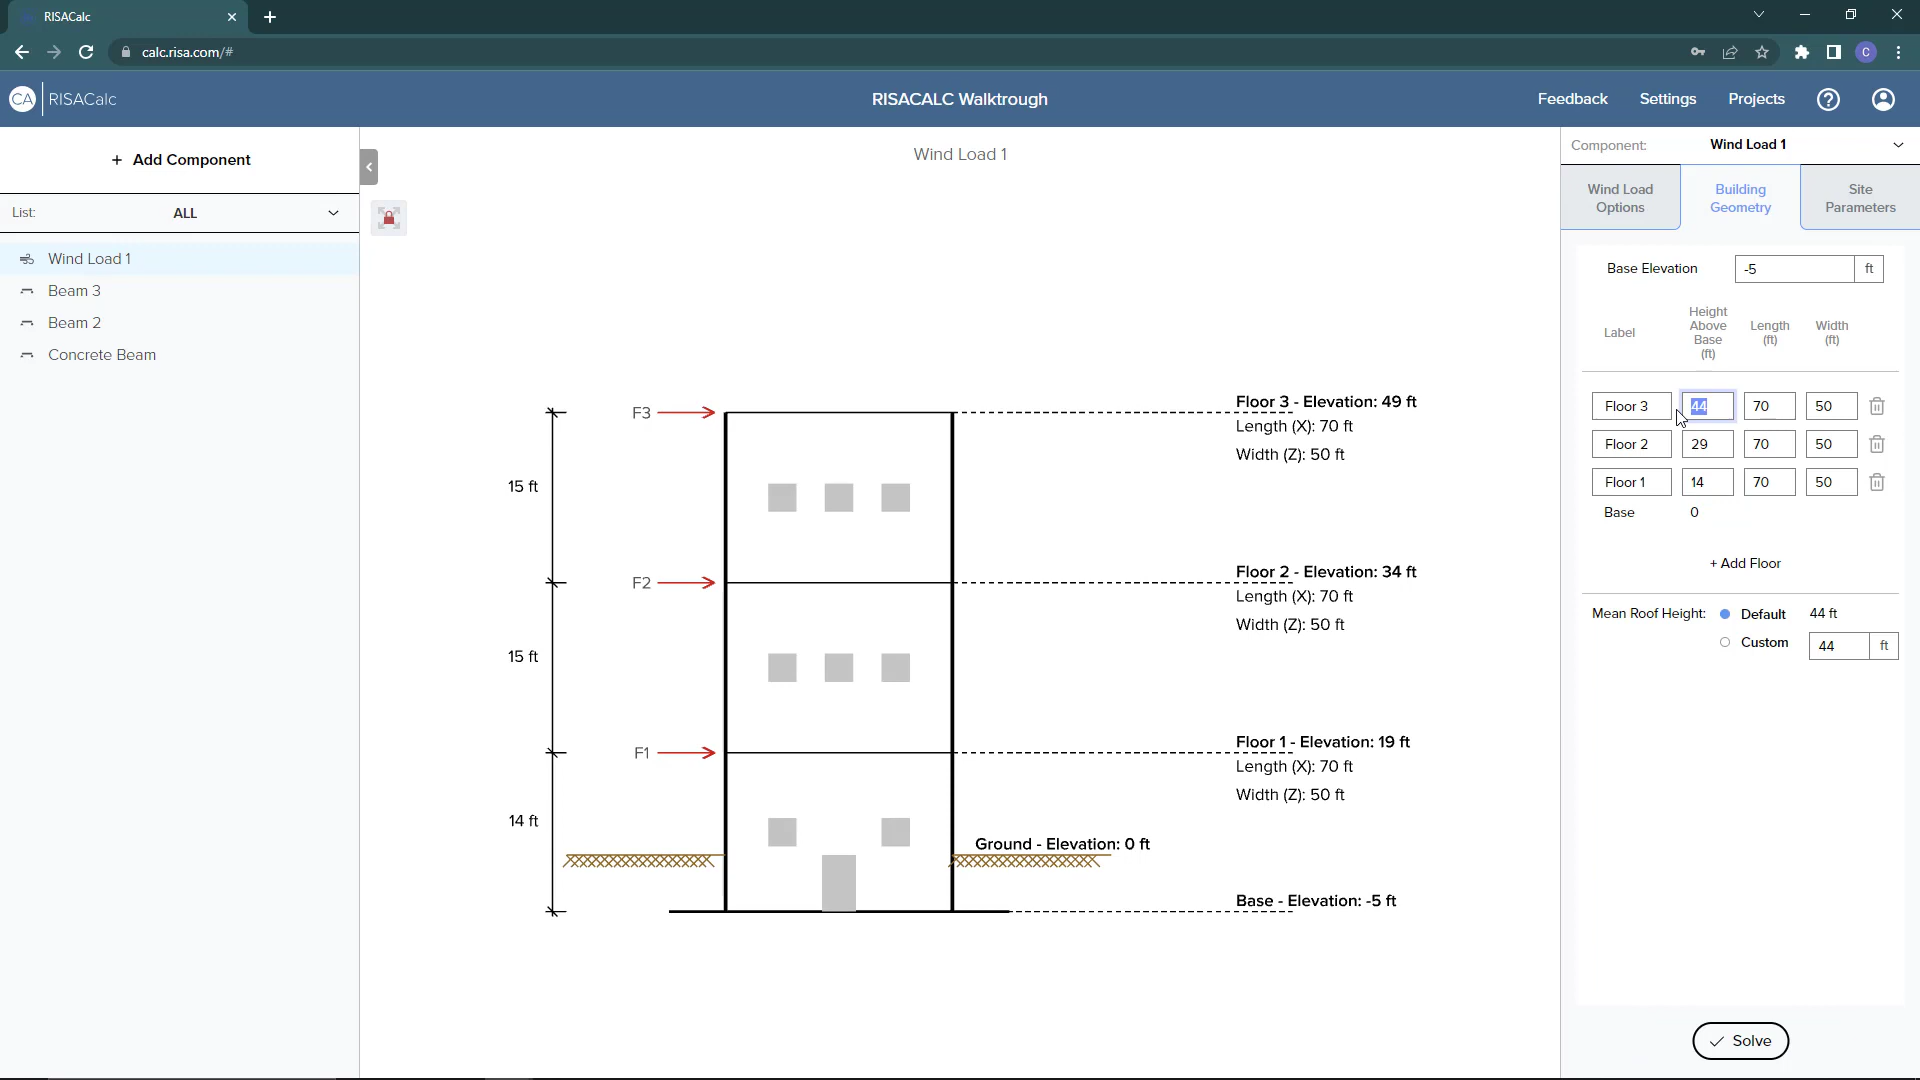 RISACalc
calc.risa.com/#
C
CA RISACalc
RISACALC Walktrough
Feedback Settings Projects ?
+ Add Component
List: ALL
Wind Load 1
Beam 3
Beam 2
Concrete Beam
Wind Load 1
F3
F2
F1
15 ft
15 ft
14 ft
Floor 3 - Elevation: 49 ft
Length (X): 70 ft
Width (Z): 50 ft
Floor 2 - Elevation: 34 ft
Length (X): 70 ft
Width (Z): 50 ft
Floor 1 - Elevation: 19 ft
Length (X): 70 ft
Width (Z): 50 ft
Ground - Elevation: 0 ft
Base - Elevation: -5 ft
Component: Wind Load 1
Wind Load
Options
Building
Geometry
Site
Parameters
Base Elevation -5 ft
Label
Height
Above
Base
(ft)
Length
(ft)
Width
(ft)
Floor 3 44 70 50
Floor 2 29 70 50
Floor 1 14 70 50
Base 0
+ Add Floor
Mean Roof Height: Default 44 ft
Custom 44 ft
Solve